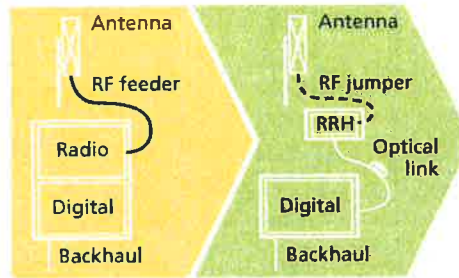 Antenna
RF feeder
Radio
Digital
Backhaul
Antenna
RF jumper
RRH
Optical
link
Digital
Backhaul